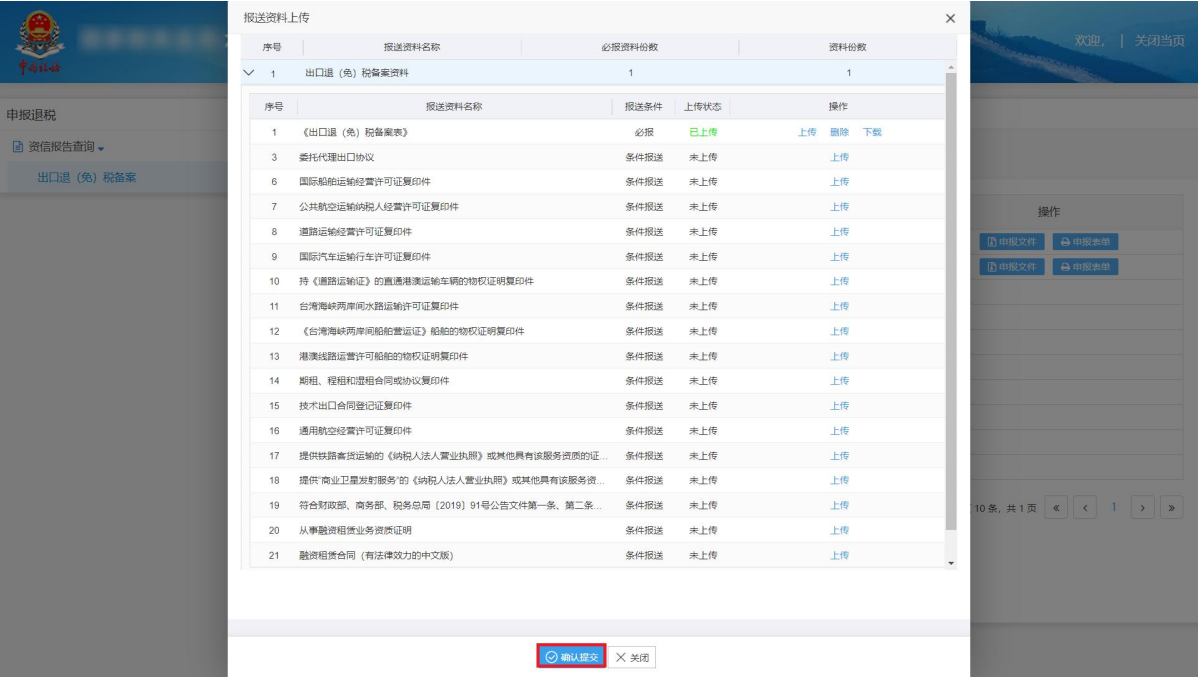 报送资料上传
序号 报送资料名称 必报资料份数 资料份数
1 出口退（免）税备案资料 1 1
序号 报送资料名称 报送条件 上传状态 操作
1 《出口退（免）税备案表》 必报 已上传 上传 删除 下载
3 委托代理出口协议 条件报送 未上传 上传
6 国际船舶运输经营许可证复印件 条件报送 未上传 上传
7 公共航空运输纳税人经营许可证复印件 条件报送 未上传 上传
8 道路运输经营许可证复印件 条件报送 未上传 上传
9 国际汽车运输行车许可证复印件 条件报送 未上传 上传
10 持《道路运输证》的直通港澳运输车辆的物权证明复印件 条件报送 未上传 上传
11 台湾海峡两岸间水路运输许可证复印件 条件报送 未上传 上传
12 《台湾海峡两岸间船舶营运证》船舶的物权证明复印件 条件报送 未上传 上传
13 港澳线路运营许可船舶的物权证明复印件 条件报送 未上传 上传
14 期租、程租和湿租合同或协议复印件 条件报送 未上传 上传
15 技术出口合同登记证复印件 条件报送 未上传 上传
16 通用航空经营许可证复印件 条件报送 未上传 上传
17 提供铁路客货运输的《纳税人法人营业执照》或其他具有该服务资质的证... 条件报送 未上传 上传
18 提供“商业卫星发射服务”的《纳税人法人营业执照》或其他具有该服务资... 条件报送 未上传 上传
19 符合财政部、商务部、税务总局〔2019〕91号公告文件第一条、第二条... 条件报送 未上传 上传
20 从事融资租赁业务资质证明 条件报送 未上传 上传
21 融资租赁合同（有法律效力的中文版） 条件报送 未上传 上传
确认提交 关闭
中国税务
欢迎, | 关闭当页
申报退税
资信报告查询
出口退（免）税备案
操作
申报文件 申报表单
申报文件 申报表单
10 条, 共 1 页 « < 1 > »